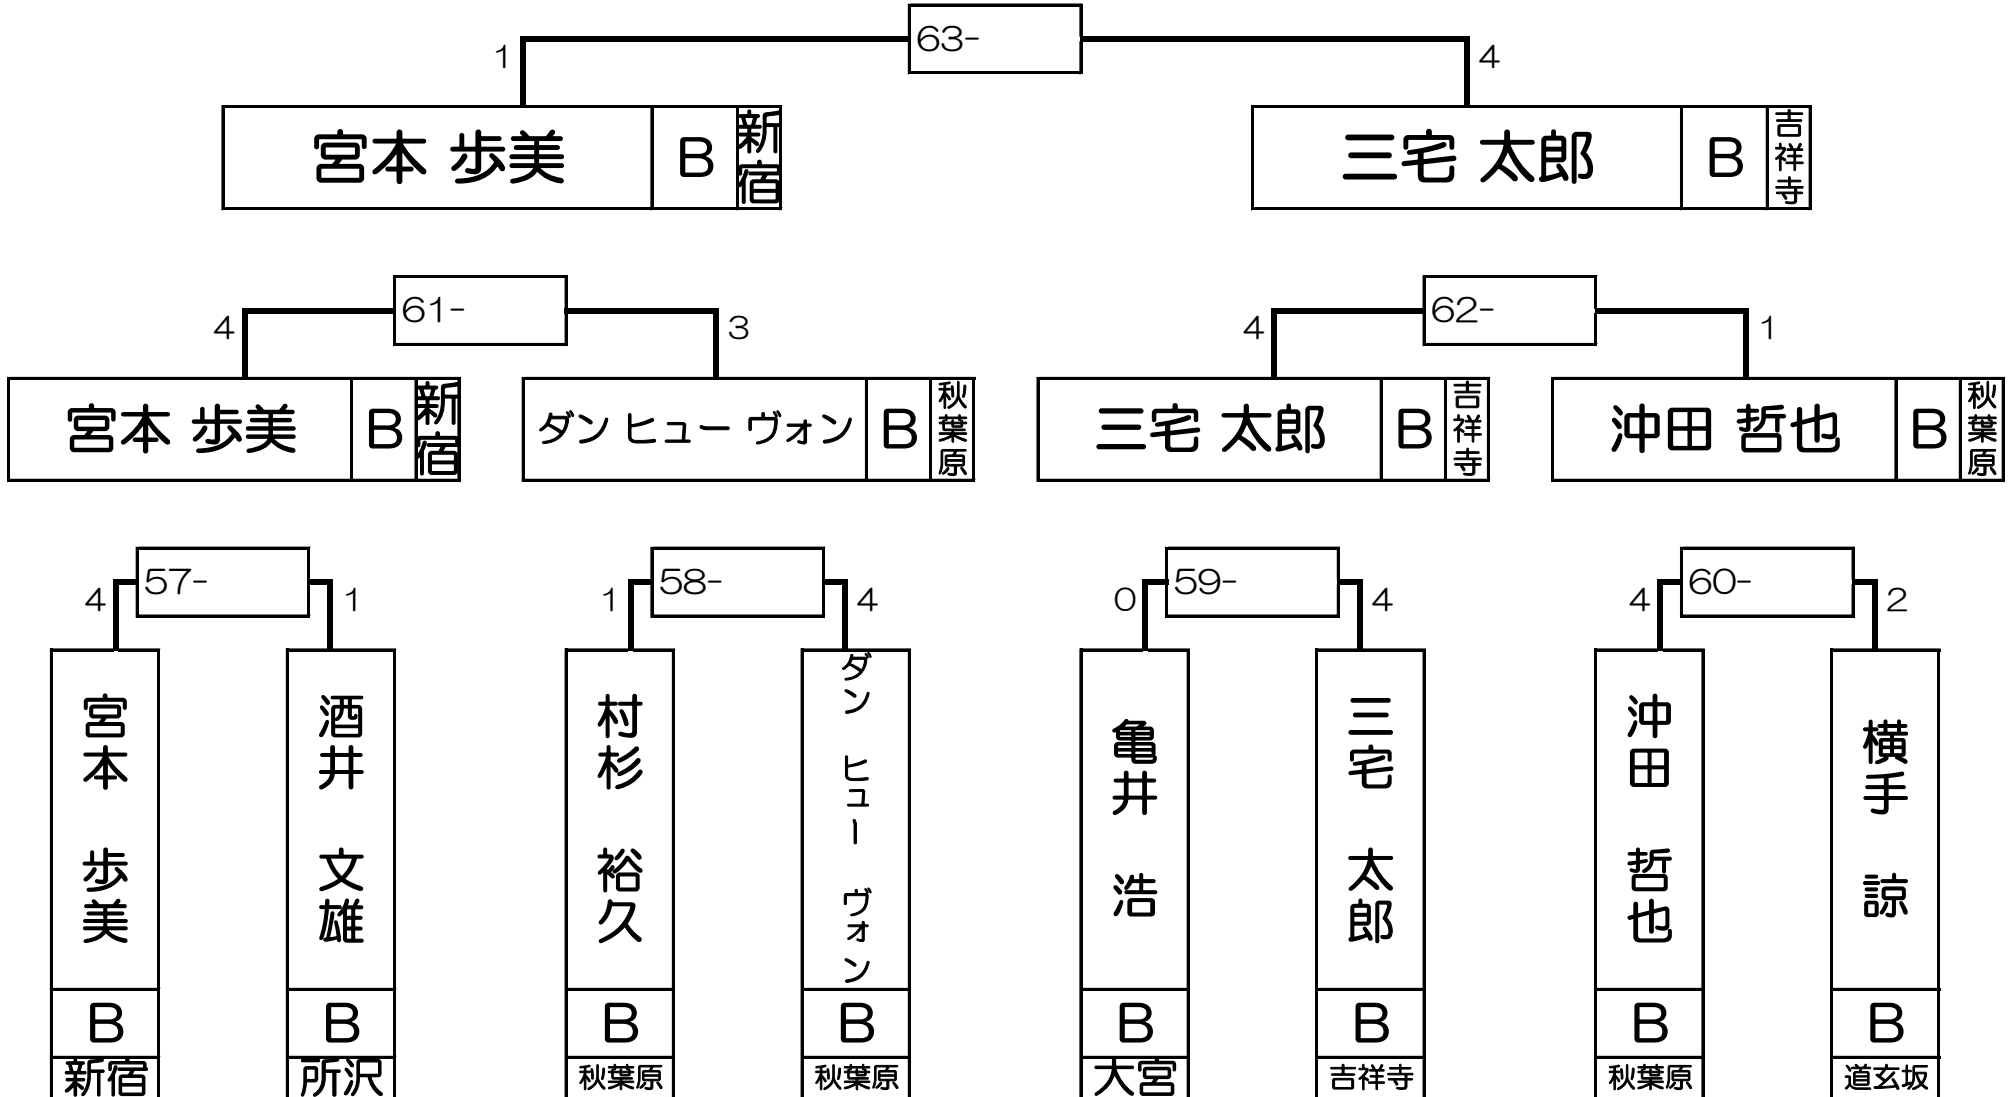 63-
1 4
宮本 歩美 B 新宿
三宅 太郎 B 吉祥寺
61- 62-
4 3 4 1
宮本 歩美 B 新宿
ダン ヒュー ヴォン B 秋葉原
三宅 太郎 B 吉祥寺
沖田 哲也 B 秋葉原
57- 58- 59- 60-
4 1 1 4 0 4 4 2
宮本 歩美
酒井 文雄
村杉 裕久
ダン ヒュー ヴォン
亀井 浩
三宅 太郎
沖田 哲也
横手 諒
B B B B B B B B
新宿 所沢 秋葉原 秋葉原 大宮 吉祥寺 秋葉原 道玄坂